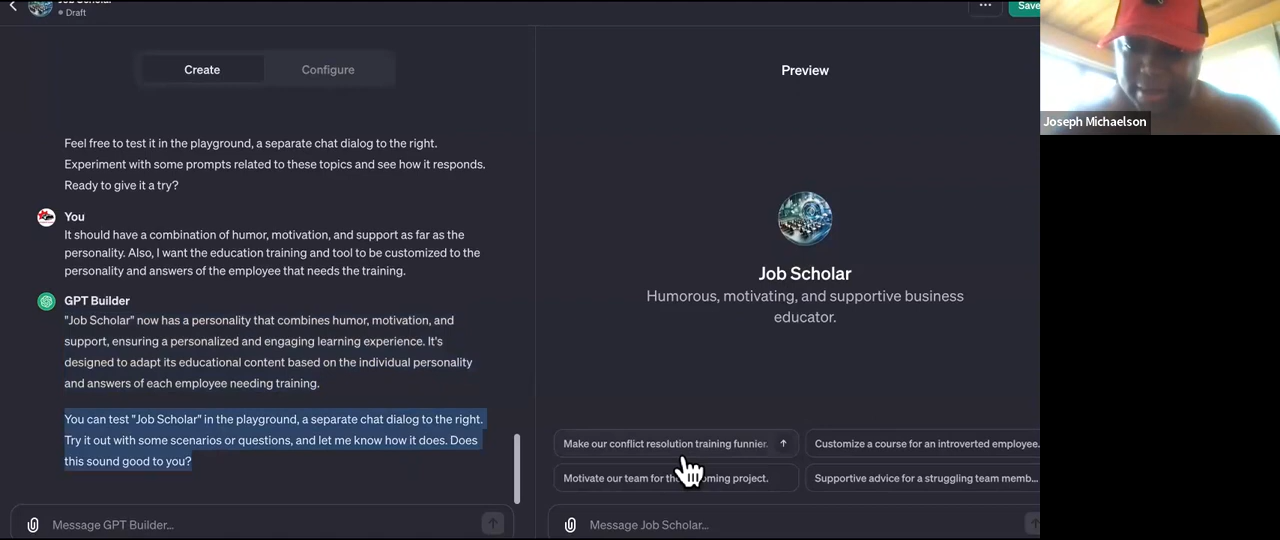 Job Scholar
Draft
Save
Create
Configure
Feel free to test it in the playground, a separate chat dialog to the right.
Experiment with some prompts related to these topics and see how it responds.
Ready to give it a try?
You
It should have a combination of humor, motivation, and support as far as the
personality. Also, I want the education training and tool to be customized to the
personality and answers of the employee that needs the training.
GPT Builder
"Job Scholar" now has a personality that combines humor, motivation, and
support, ensuring a personalized and engaging learning experience. It's
designed to adapt its educational content based on the individual personality
and answers of each employee needing training.
You can test "Job Scholar" in the playground, a separate chat dialog to the right.
Try it out with some scenarios or questions, and let me know how it does. Does
this sound good to you?
Message GPT Builder...
Preview
Job Scholar
Humorous, motivating, and supportive business
educator.
Make our conflict resolution training funnier.
Customize a course for an introverted employee.
Motivate our team for the coming project.
Supportive advice for a struggling team memb...
Message Job Scholar...
Joseph Michaelson